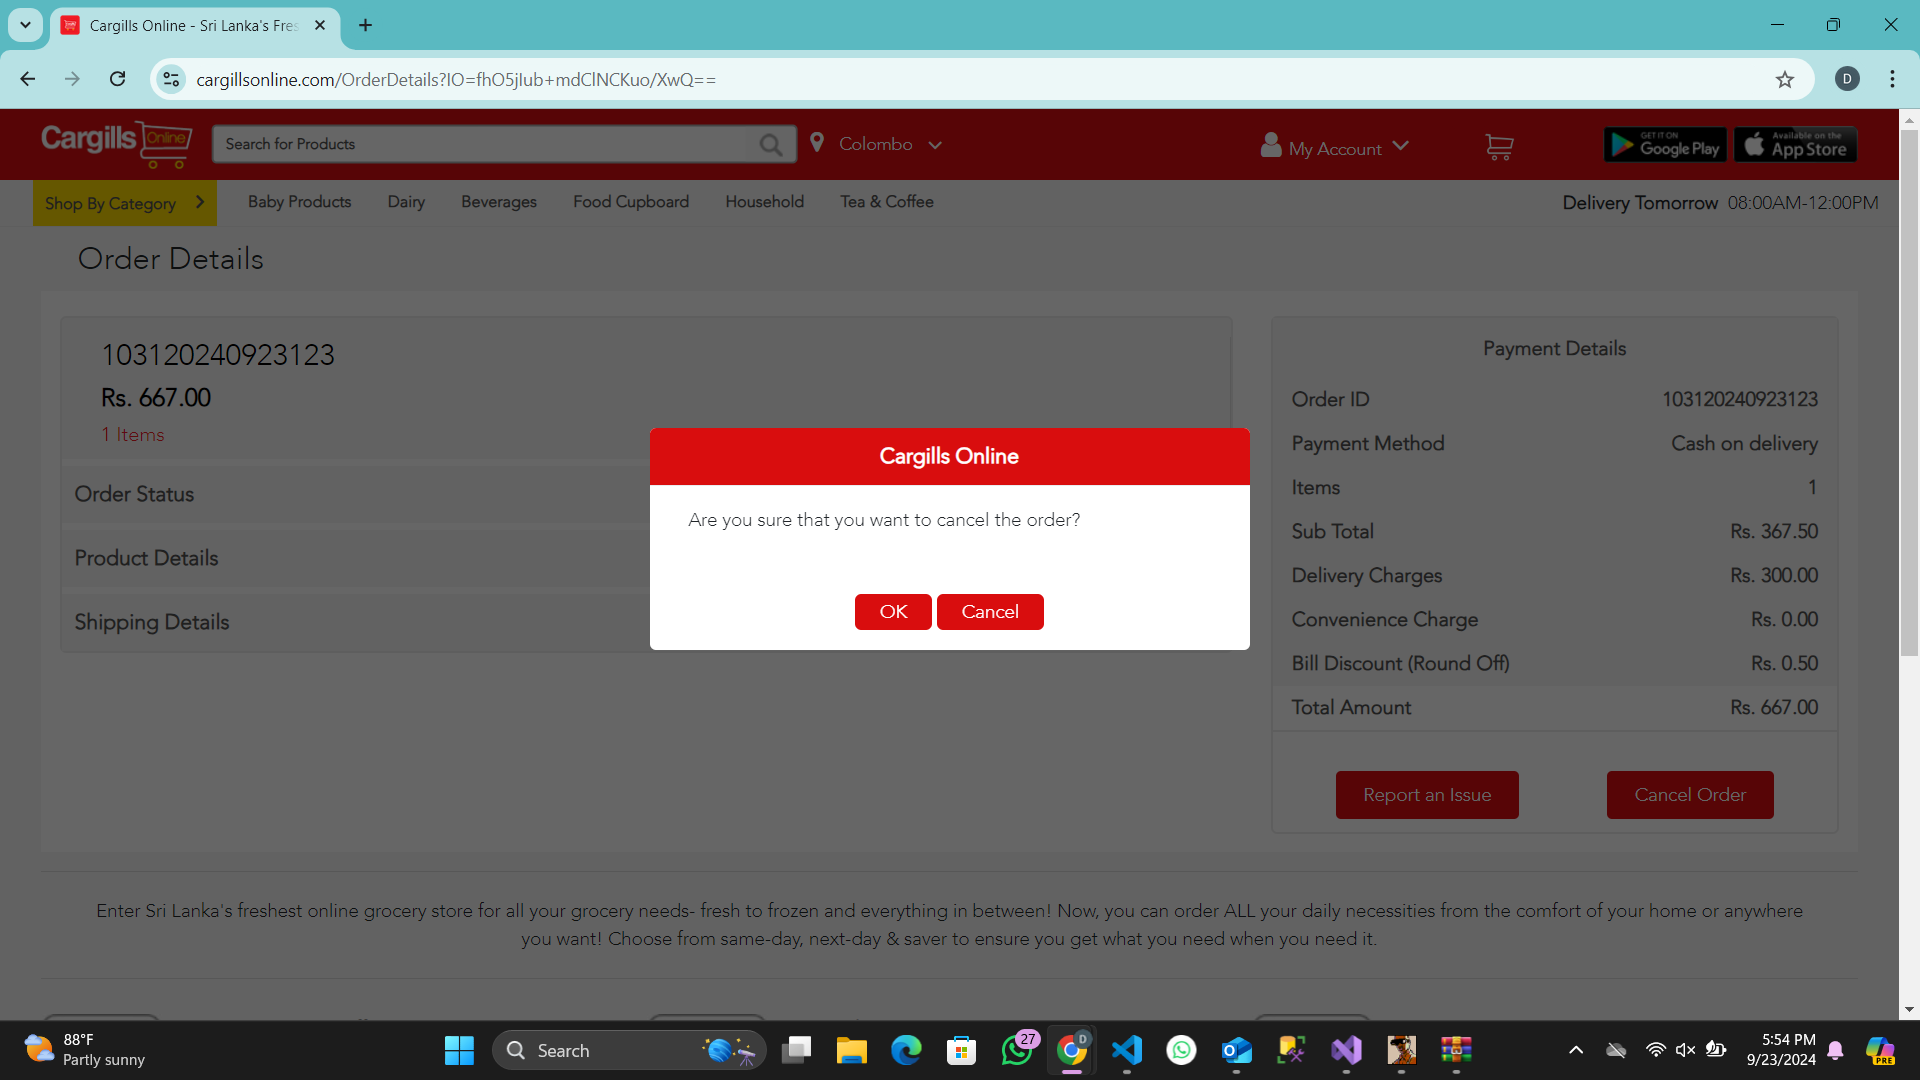 Cargills Online - Sri Lanka's Fres
cargillsonline.com/OrderDetails?IO=fhO5jIub+mdClNCKuo/XwQ==
D
Cargills Online
Search for Products
Colombo
My Account
GET IT ON
Google Play
Available on the
App Store
Shop By Category
Baby Products
Dairy
Beverages
Food Cupboard
Household
Tea & Coffee
Delivery Tomorrow 08:00AM-12:00PM
Order Details
103120240923123
Rs. 667.00
1 Items
Order Status
Product Details
Shipping Details
Cargills Online
Are you sure that you want to cancel the order?
OK
Cancel
Payment Details
Order ID 103120240923123
Payment Method Cash on delivery
Items 1
Sub Total Rs. 367.50
Delivery Charges Rs. 300.00
Convenience Charge Rs. 0.00
Bill Discount (Round Off) Rs. 0.50
Total Amount Rs. 667.00
Report an Issue
Cancel Order
Enter Sri Lanka's freshest online grocery store for all your grocery needs- fresh to frozen and everything in between! Now, you can order ALL your daily necessities from the comfort of your home or anywhere
you want! Choose from same-day, next-day & saver to ensure you get what you need when you need it.
88°F
Partly sunny
Search
27
D
5:54 PM
9/23/2024
PRE